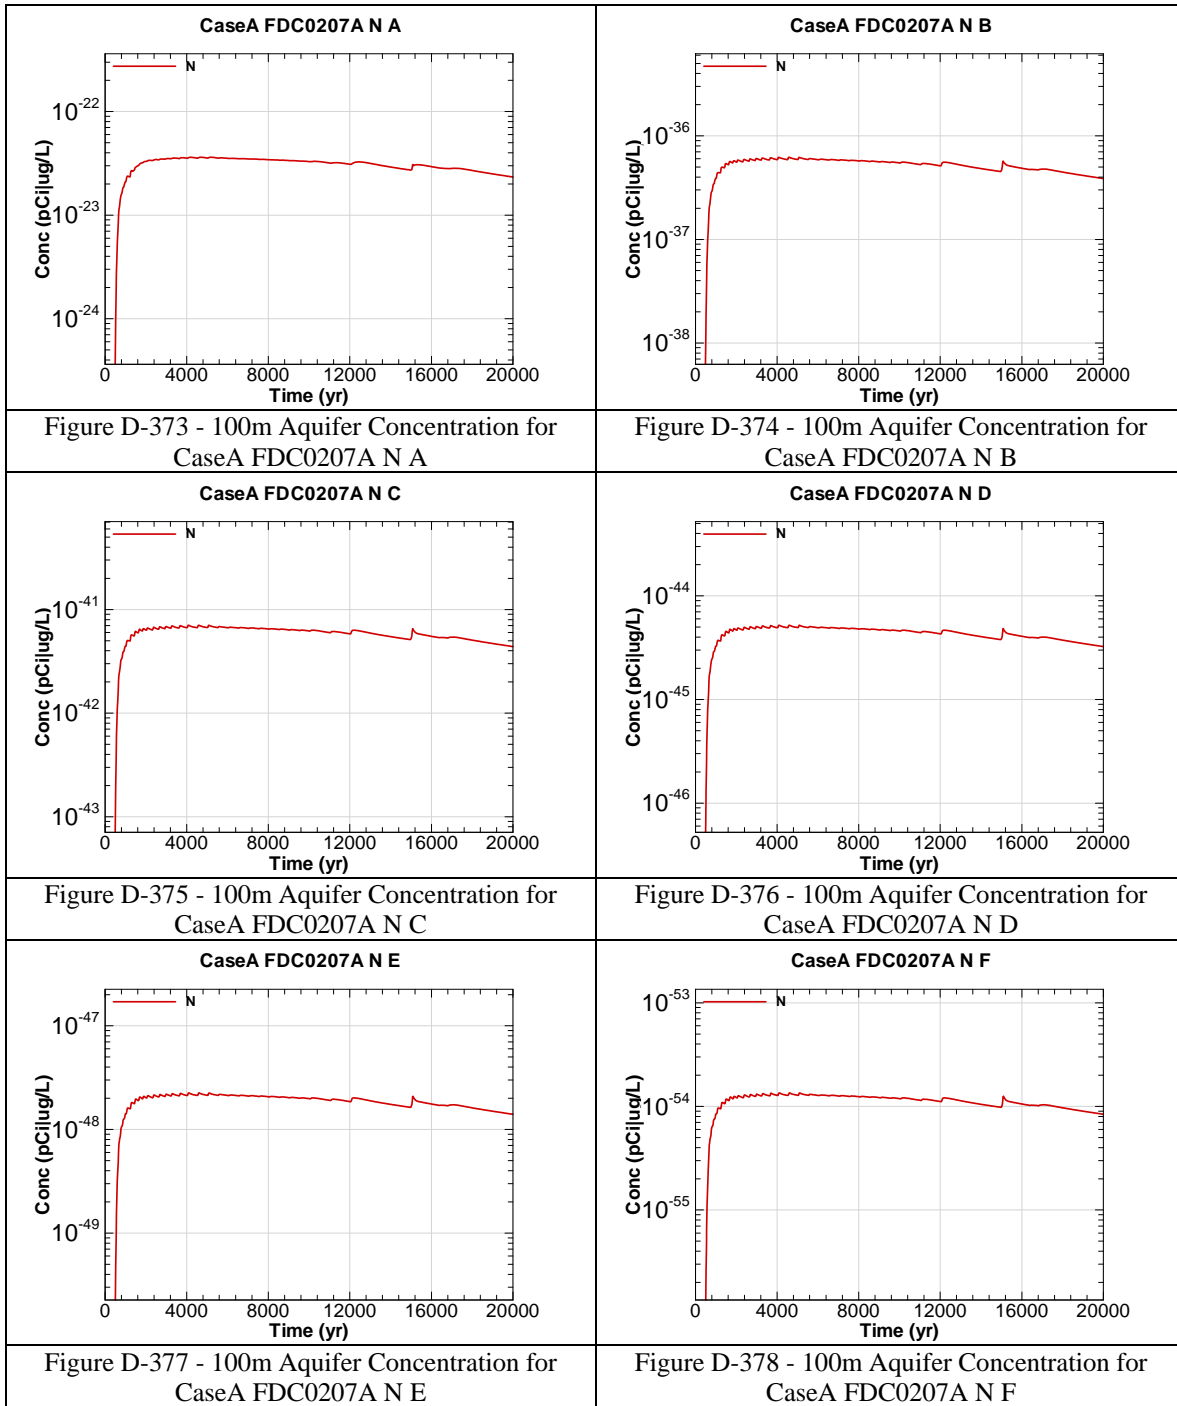 CaseA FDC0207A N A
N
10-22
10-23
10-24
Conc (pCi|ug/L)
0 4000 8000 12000 16000 20000
Time (yr)
Figure D-373 - 100m Aquifer Concentration for
CaseA FDC0207A N A
CaseA FDC0207A N B
N
10-36
10-37
10-38
Conc (pCi|ug/L)
0 4000 8000 12000 16000 20000
Time (yr)
Figure D-374 - 100m Aquifer Concentration for
CaseA FDC0207A N B
CaseA FDC0207A N C
N
10-41
10-42
10-43
Conc (pCi|ug/L)
0 4000 8000 12000 16000 20000
Time (yr)
Figure D-375 - 100m Aquifer Concentration for
CaseA FDC0207A N C
CaseA FDC0207A N D
N
10-44
10-45
10-46
Conc (pCi|ug/L)
0 4000 8000 12000 16000 20000
Time (yr)
Figure D-376 - 100m Aquifer Concentration for
CaseA FDC0207A N D
CaseA FDC0207A N E
N
10-47
10-48
10-49
Conc (pCi|ug/L)
0 4000 8000 12000 16000 20000
Time (yr)
Figure D-377 - 100m Aquifer Concentration for
CaseA FDC0207A N E
CaseA FDC0207A N F
N
10-53
10-54
10-55
Conc (pCi|ug/L)
0 4000 8000 12000 16000 20000
Time (yr)
Figure D-378 - 100m Aquifer Concentration for
CaseA FDC0207A N F